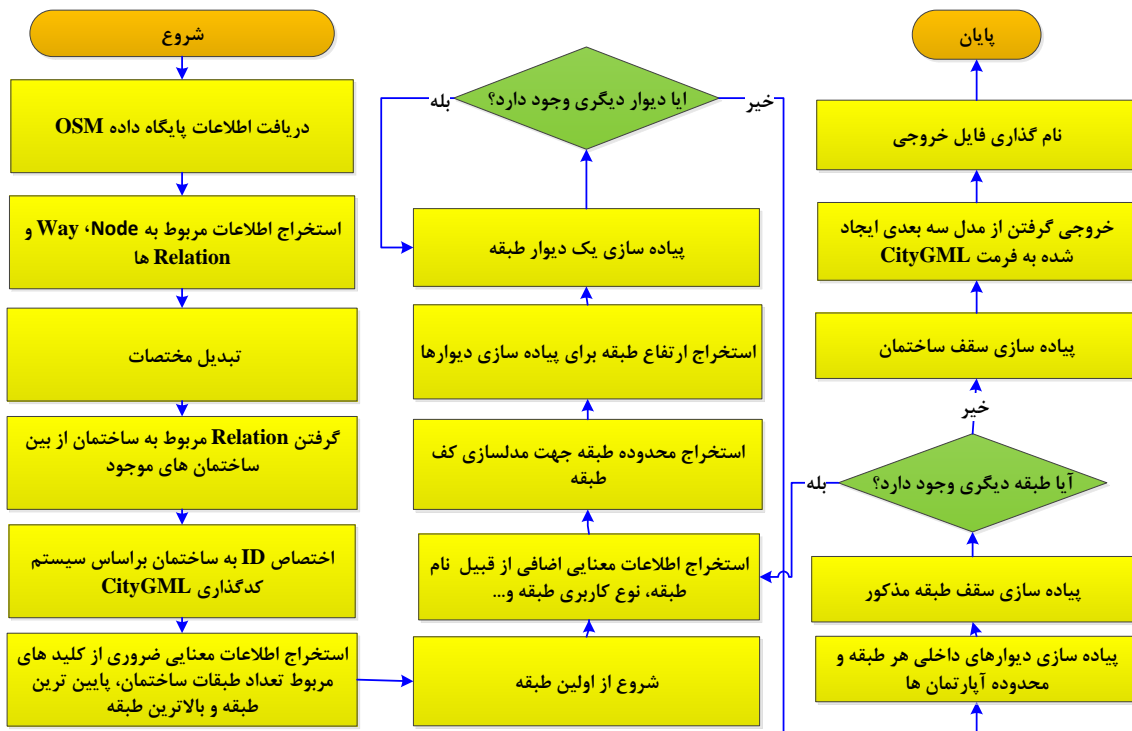 شروع
دریافت اطلاعات پایگاه داده OSM
استخراج اطلاعات مربوط به Node، Way و
Relation ها
تبدیل مختصات
گرفتن Relation مربوط به ساختمان از بین
ساختمان های موجود
اختصاص ID به ساختمان براساس سیستم
کدگذاری CityGML
استخراج اطلاعات معنایی ضروری از کلید های
مربوط تعداد طبقات ساختمان، پایین ترین
طبقه و بالاترین طبقه
شروع از اولین طبقه
استخراج اطلاعات معنایی اضافی از قبیل نام
طبقه، نوع کاربری طبقه و...
استخراج محدوده طبقه جهت مدلسازی کف
طبقه
استخراج ارتفاع طبقه برای پیاده سازی دیوارها
پیاده سازی یک دیوار طبقه
ایا دیوار دیگری وجود دارد؟
بله
خیر
پیاده سازی دیوارهای داخلی هر طبقه و
محدوده آپارتمان ها
پیاده سازی سقف طبقه مذکور
آیا طبقه دیگری وجود دارد؟
بله
خیر
پیاده سازی سقف ساختمان
خروجی گرفتن از مدل سه بعدی ایجاد
شده به فرمت CityGML
نام گذاری فایل خروجی
پایان